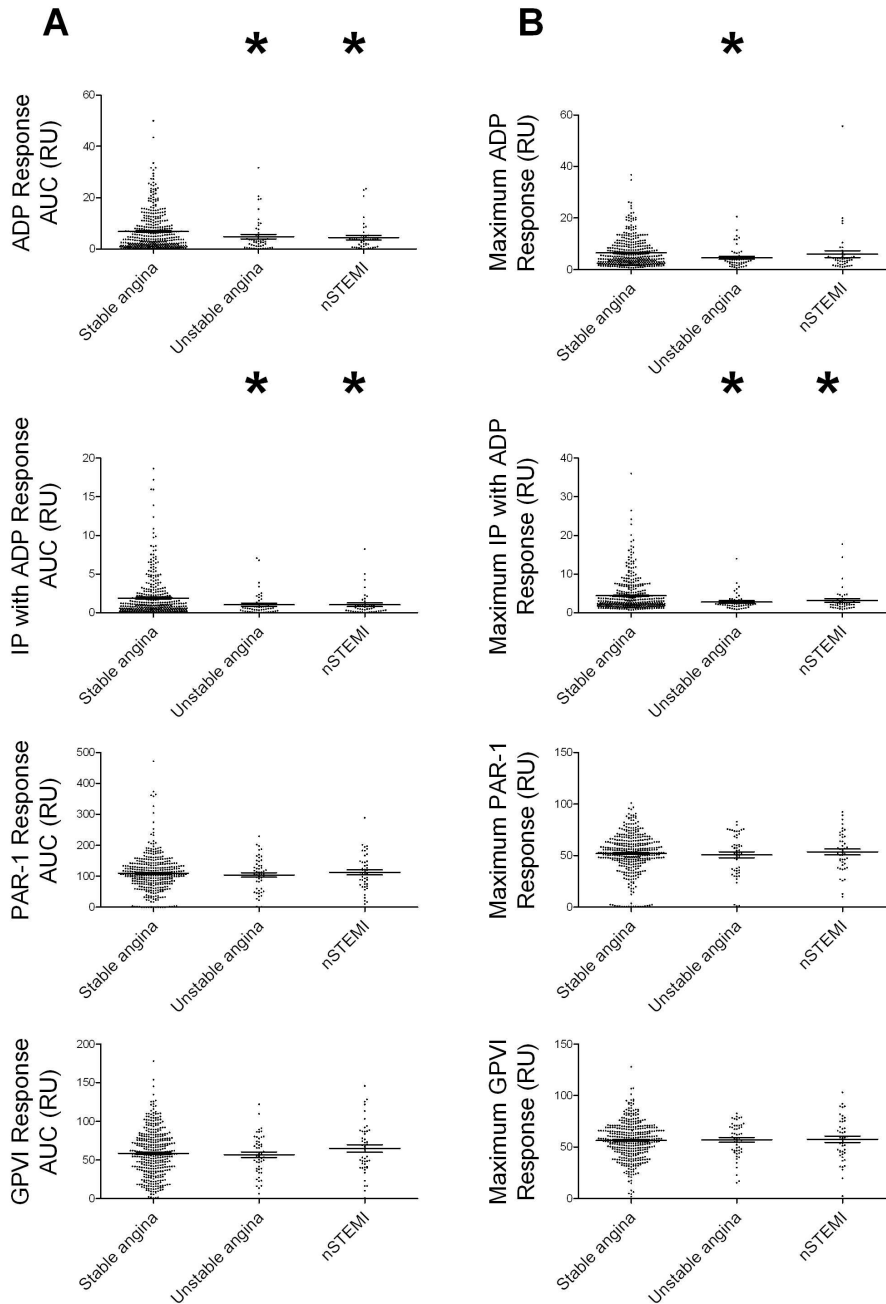 A
B
* *
*
ADP Response
AUC (RU)
60
40
20
0
Stable angina
Unstable angina
nSTEMI
Maximum ADP
Response (RU)
60
40
20
0
Stable angina
Unstable angina
nSTEMI
* *
* *
IP with ADP Response
AUC (RU)
20
15
10
5
0
Stable angina
Unstable angina
nSTEMI
Maximum IP with ADP
Response (RU)
40
30
20
10
0
Stable angina
Unstable angina
nSTEMI
PAR-1 Response
AUC (RU)
500
400
300
200
100
0
Stable angina
Unstable angina
nSTEMI
Maximum PAR-1
Response (RU)
150
100
50
0
Stable angina
Unstable angina
nSTEMI
GPVI Response
AUC (RU)
200
150
100
50
0
Stable angina
Unstable angina
nSTEMI
Maximum GPVI
Response (RU)
150
100
50
0
Stable angina
Unstable angina
nSTEMI